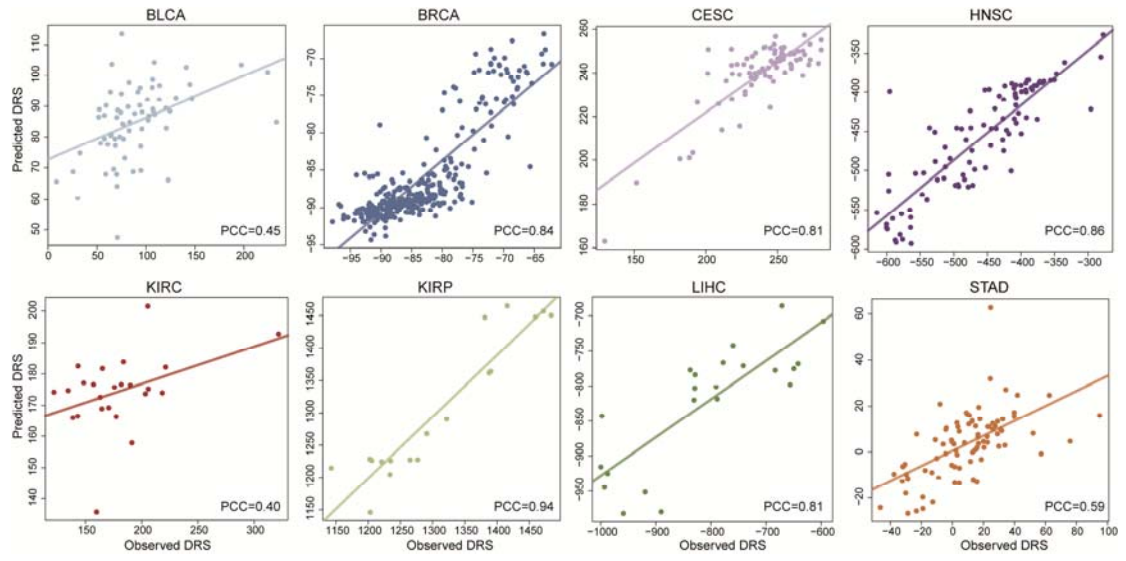 BLCA
BRCA
CESC
HNSC
Predicted DRS
50 60 70 80 90 100 110
0 50 100 150 200
PCC=0.45
-95 -90 -85 -80 -75 -70
-95 -90 -85 -80 -75 -70 -65
PCC=0.84
160 180 200 220 240 260
150 200 250
PCC=0.81
-600 -550 -500 -450 -400 -350
-600 -550 -500 -450 -400 -350 -300
PCC=0.86
KIRC
KIRP
LIHC
STAD
Predicted DRS
140 160 170 180 190 200
150 200 250 300
PCC=0.40
Observed DRS
1150 1200 1300 1350 1450
1150 1200 1250 1300 1350 1400 1450
PCC=0.94
Observed DRS
-950 -900 -850 -800 -750 -700
-1000 -900 -800 -700 -600
PCC=0.81
Observed DRS
-20 0 20 40 60
-40 -20 0 20 40 60 80 100
PCC=0.59
Observed DRS